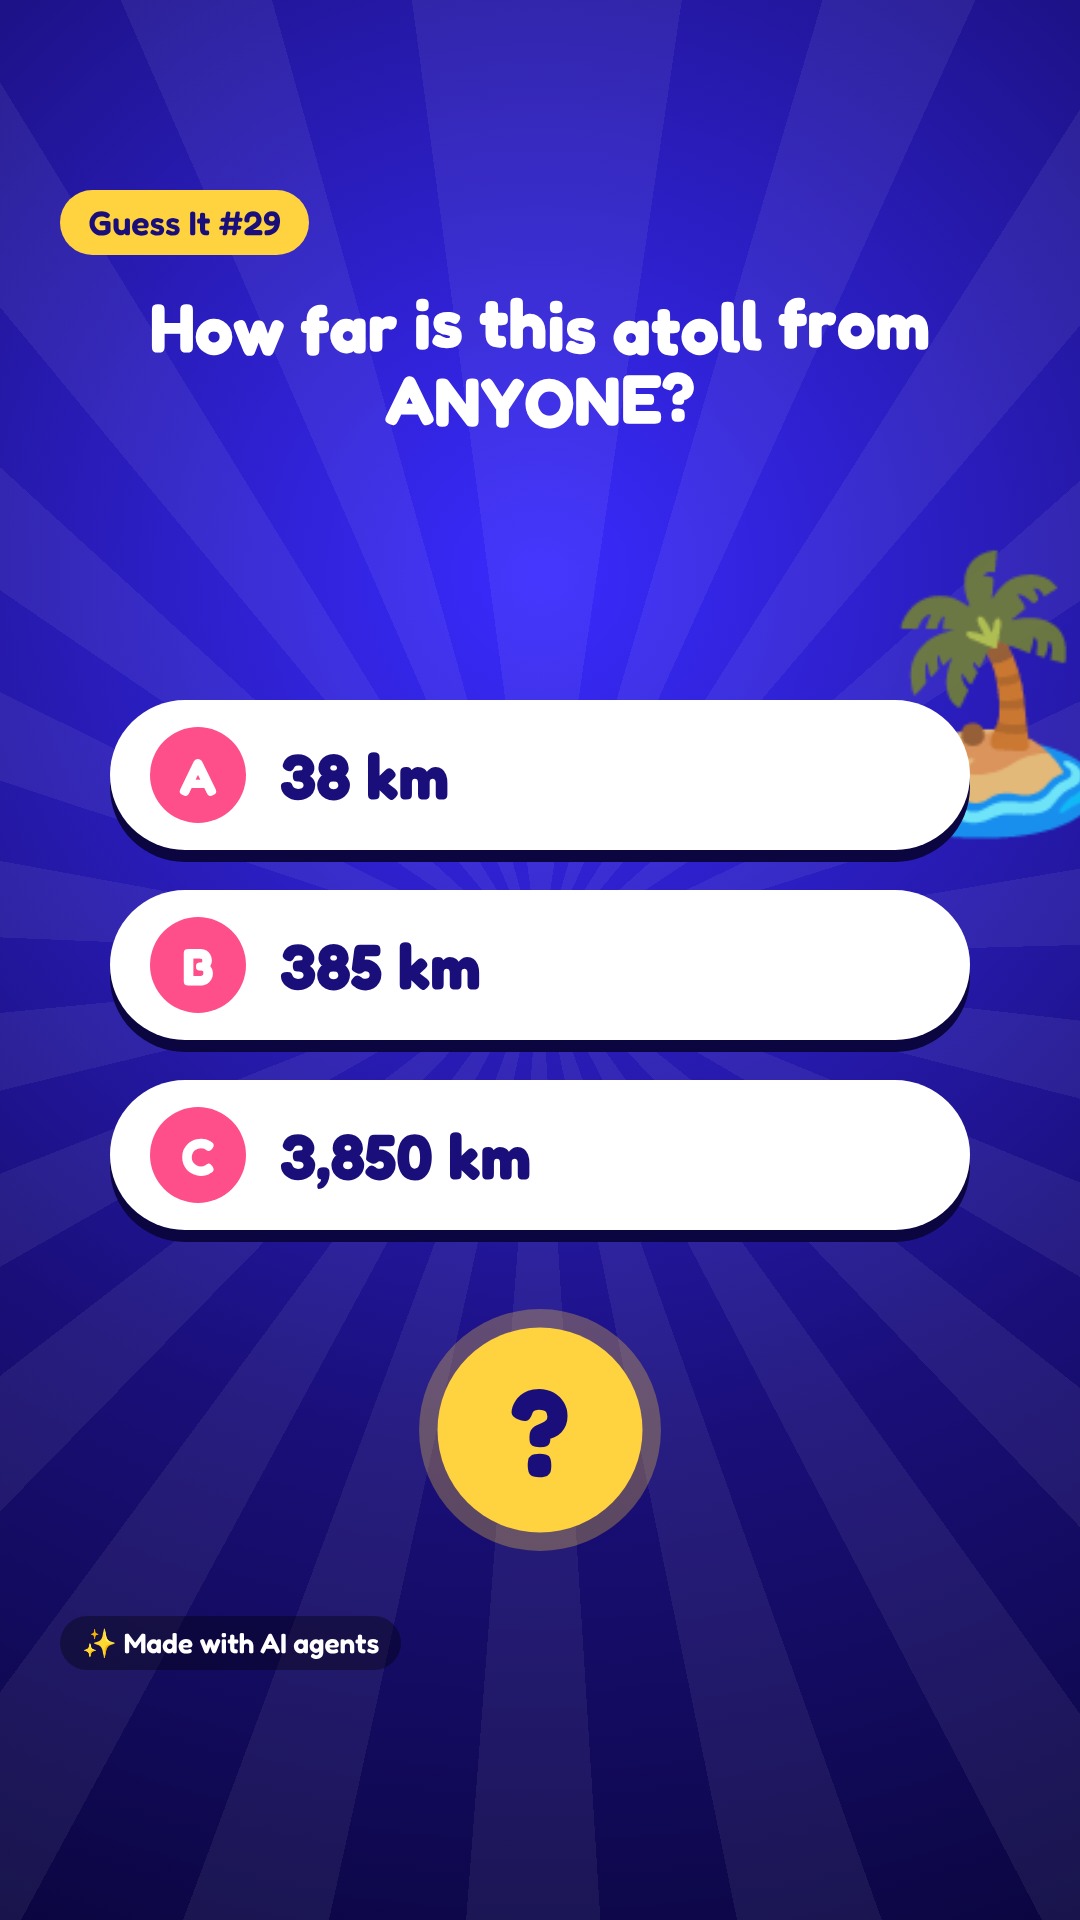 Guess It #29
How far is this atoll from
ANYONE?
A 38 km
B 385 km
C 3,850 km
?
✨ Made with AI agents